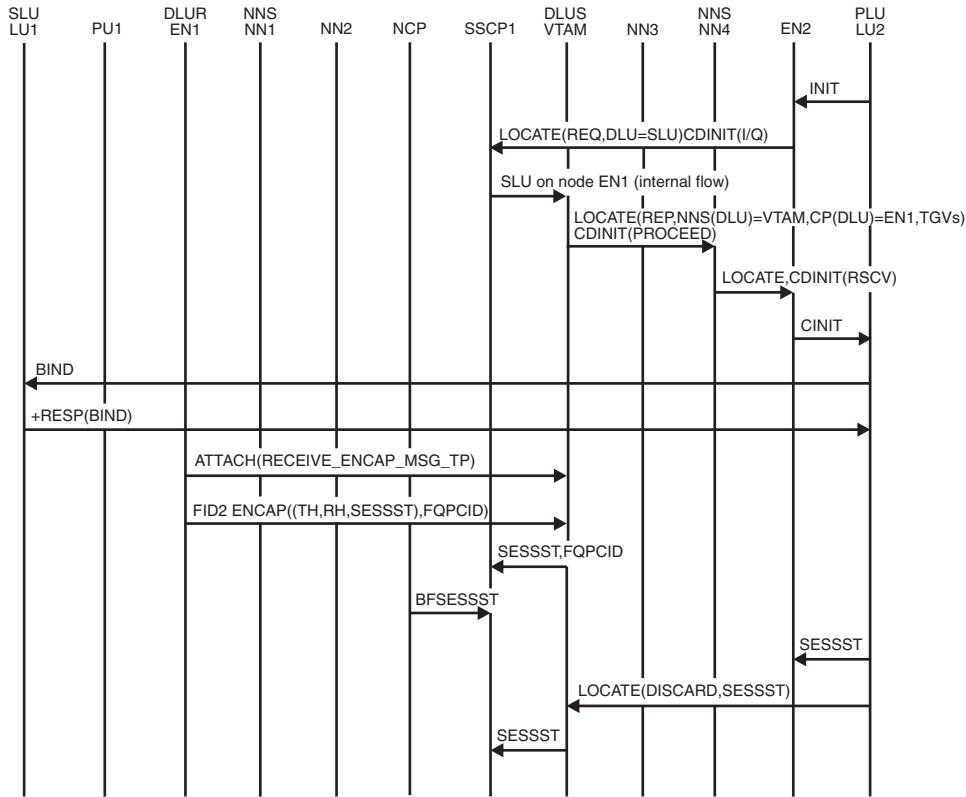 SLU DLUR NNS DLUS NNS PLU
LU1 PU1 EN1 NN1 NN2 NCP SSCP1 VTAM NN3 NN4 EN2 LU2
INIT
LOCATE(REQ,DLU=SLU)CDINIT(I/Q)
SLU on node EN1 (internal flow)
LOCATE(REP,NNS(DLU)=VTAM,CP(DLU)=EN1,TGVs)
CDINIT(PROCEED)
LOCATE,CDINIT(RSCV)
CINIT
BIND
+RESP(BIND)
ATTACH(RECEIVE_ENCAP_MSG_TP)
FID2 ENCAP((TH,RH,SESSST),FQPCID)
SESSST,FQPCID
BFSESSST
SESSST
LOCATE(DISCARD,SESSST)
SESSST